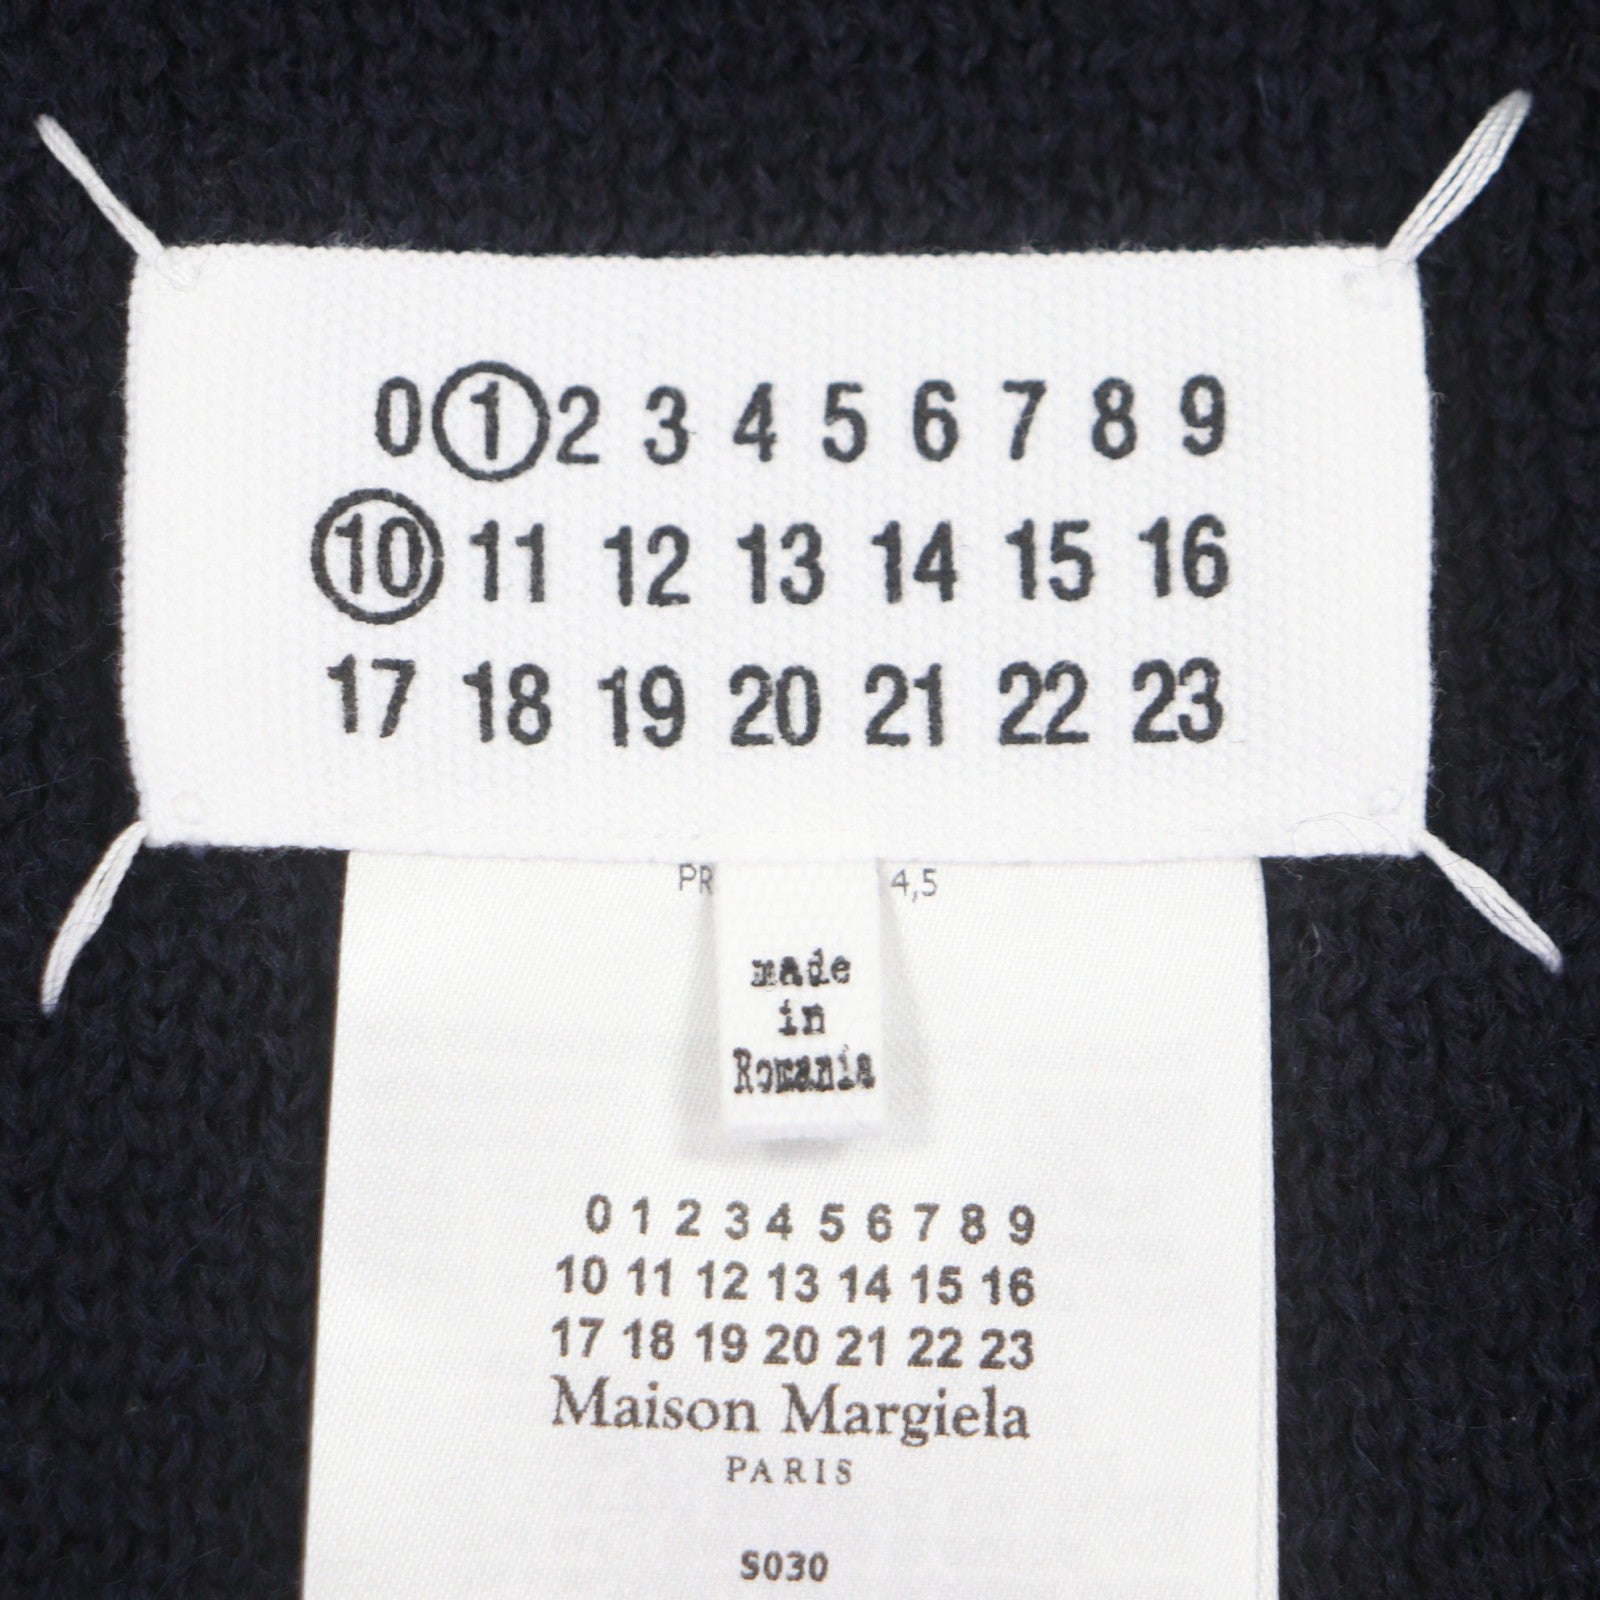 0 1 2 3 4 5 6 7 8 9
10 11 12 13 14 15 16
17 18 19 20 21 22 23
PR 4,5
made
in
Romania
0 1 2 3 4 5 6 7 8 9
10 11 12 13 14 15 16
17 18 19 20 21 22 23
Maison Margiela
PARIS
S030